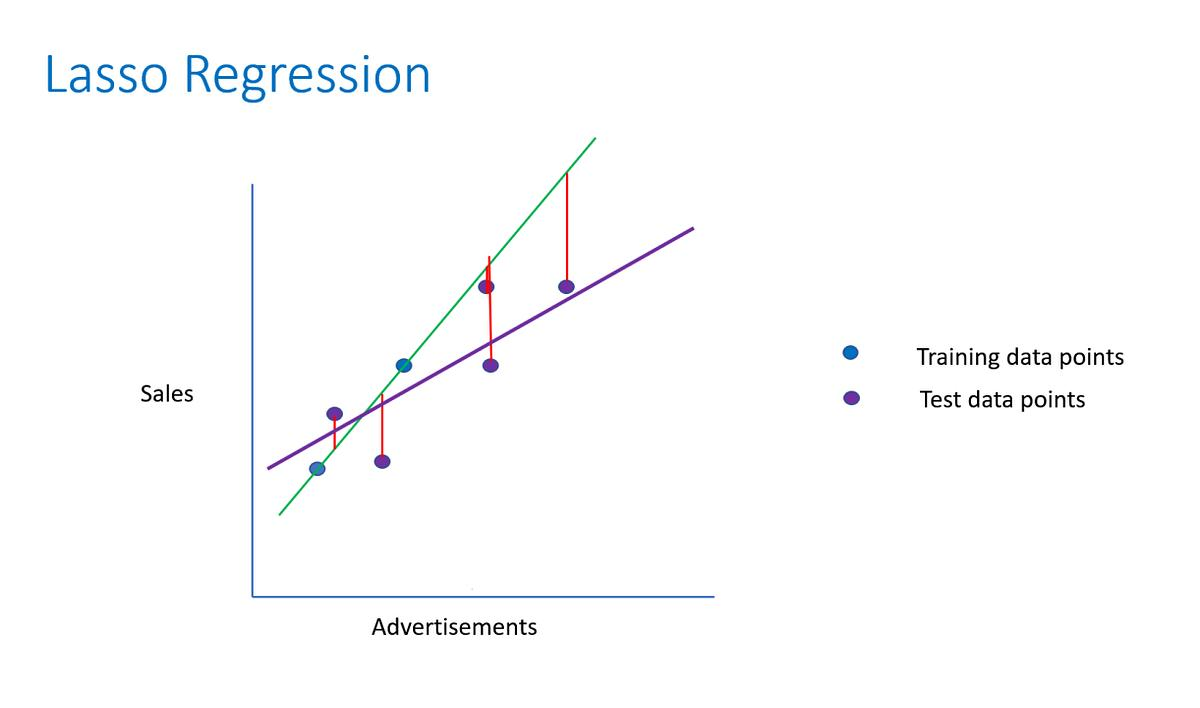 Lasso Regression
Sales
Training data points
Test data points
Advertisements